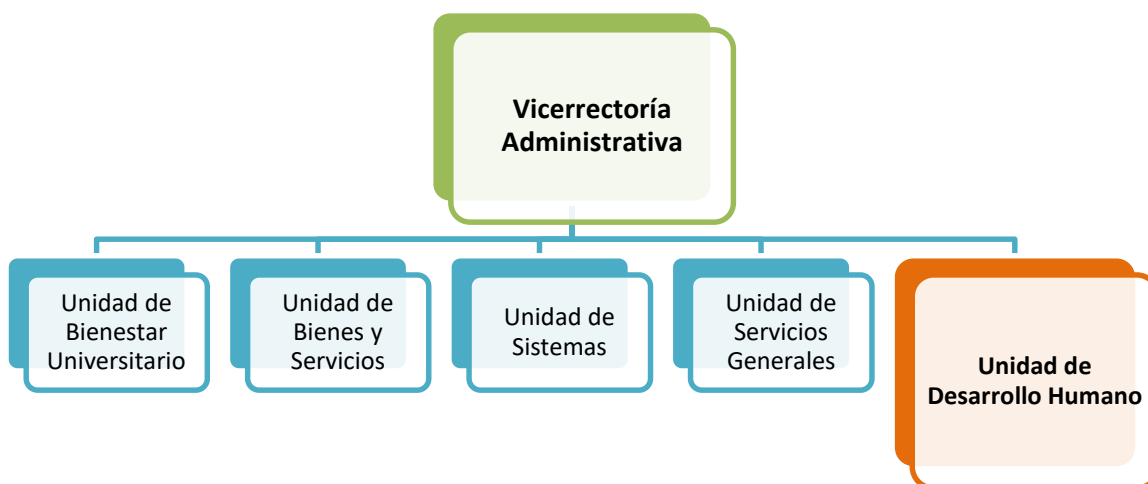 Vicerrectoría
Administrativa
Unidad de
Bienestar
Universitario
Unidad de
Bienes y
Servicios
Unidad de
Sistemas
Unidad de
Servicios
Generales
Unidad de
Desarrollo Humano